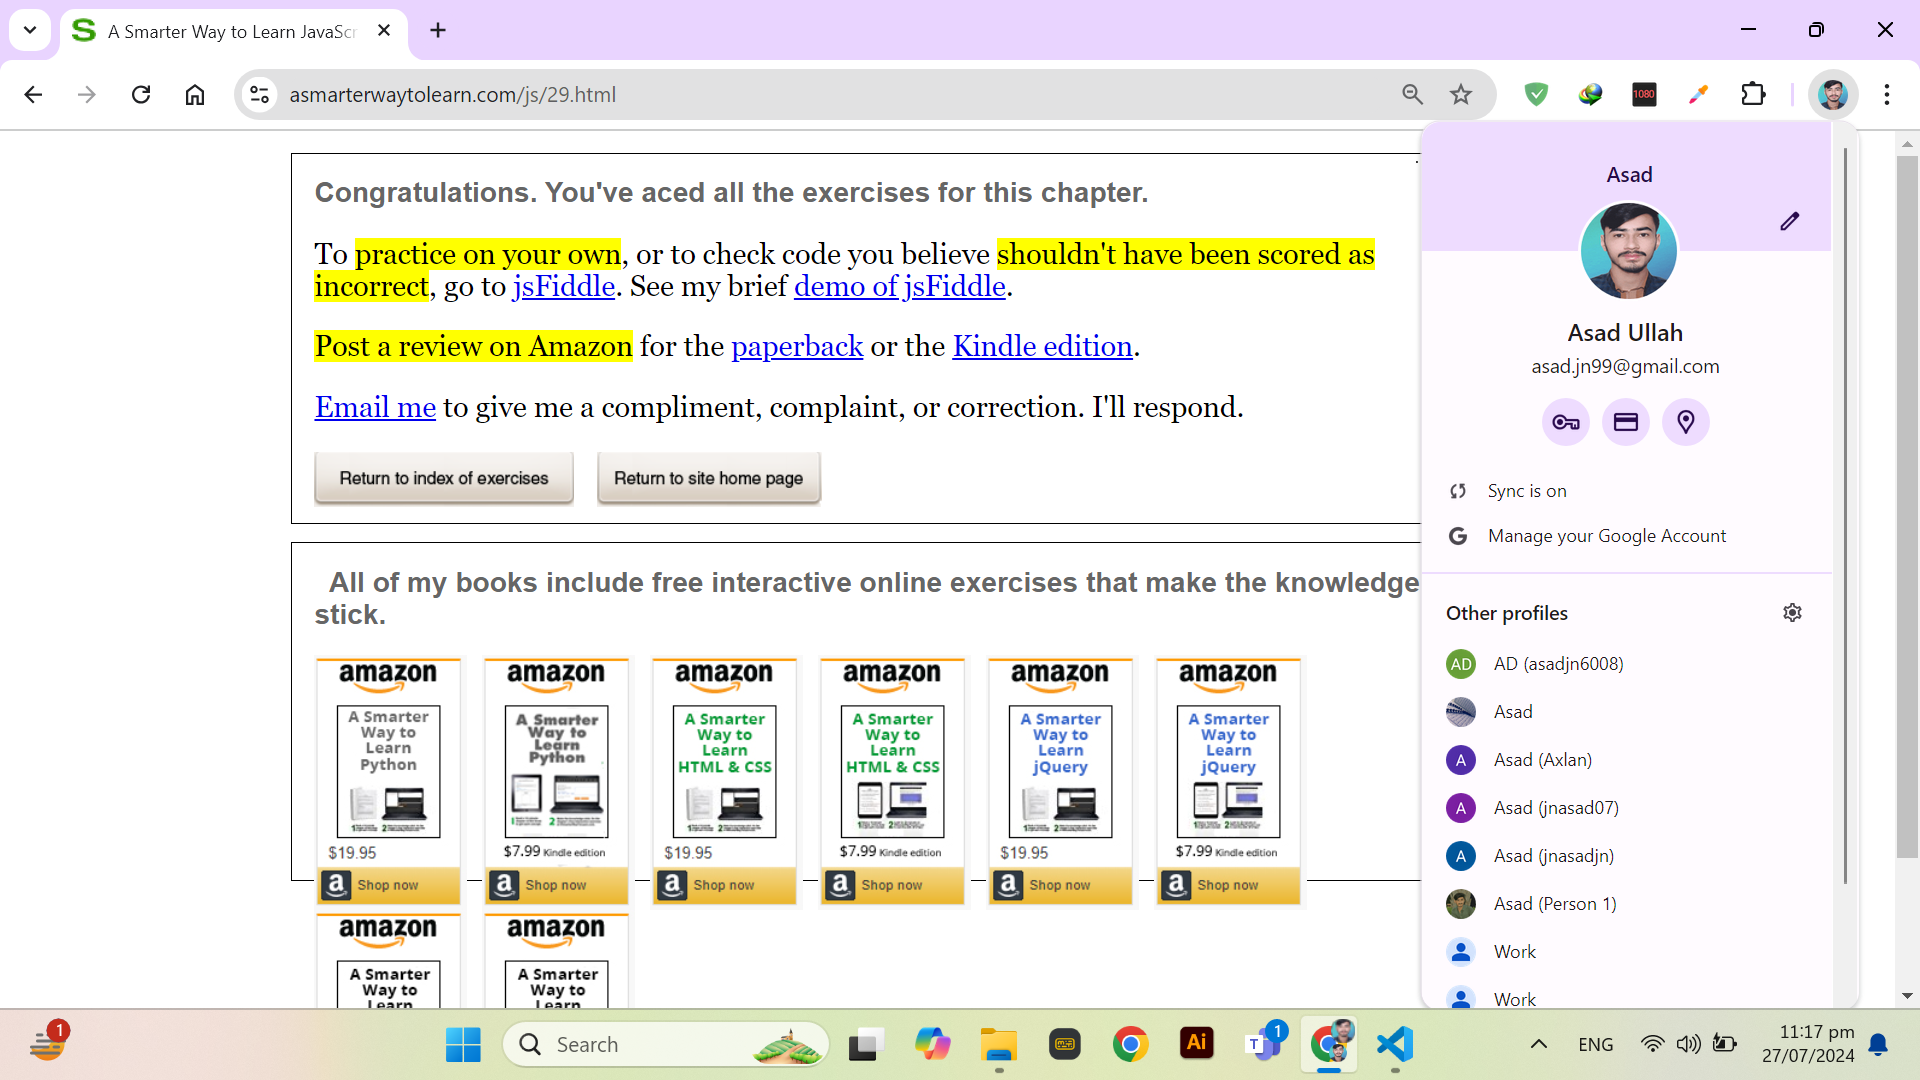 A Smarter Way to Learn JavaScr
asmarterwaytolearn.com/js/29.html
1080
Congratulations. You've aced all the exercises for this chapter.
To practice on your own, or to check code you believe shouldn't have been scored as
incorrect, go to jsFiddle. See my brief demo of jsFiddle.
Post a review on Amazon for the paperback or the Kindle edition.
Email me to give me a compliment, complaint, or correction. I'll respond.
Return to index of exercises
Return to site home page
All of my books include free interactive online exercises that make the knowledge
stick.
amazon
A Smarter
Way to
Learn
Python
$19.95
Shop now
amazon
A Smarter
Way to
Learn
Python
$7.99 Kindle edition
Shop now
amazon
A Smarter
Way to
Learn
HTML & CSS
$19.95
Shop now
amazon
A Smarter
Way to
Learn
HTML & CSS
$7.99 Kindle edition
Shop now
amazon
A Smarter
Way to
Learn
jQuery
$19.95
Shop now
amazon
A Smarter
Way to
Learn
jQuery
$7.99 Kindle edition
Shop now
amazon
A Smarter
Way to
Learn
amazon
A Smarter
Way to
Learn
Asad
Asad Ullah
asad.jn99@gmail.com
Sync is on
Manage your Google Account
Other profiles
AD AD (asadjn6008)
Asad
A Asad (Axlan)
A Asad (jnasad07)
A Asad (jnasadjn)
Asad (Person 1)
Work
Work
1
Search
Ai
T 1
ENG
11:17 pm
27/07/2024